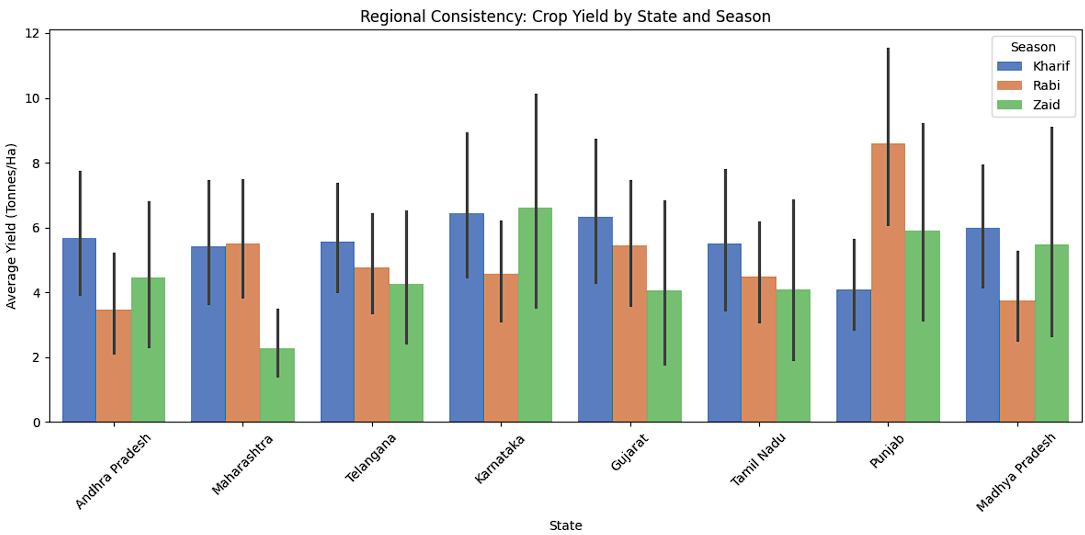 Regional Consistency: Crop Yield by State and Season
Average Yield (Tonnes/Ha)
12
10
8
6
4
2
0
Season
Kharif
Rabi
Zaid
Andhra Pradesh
Maharashtra
Telangana
Karnataka
Gujarat
Tamil Nadu
Punjab
Madhya Pradesh
State